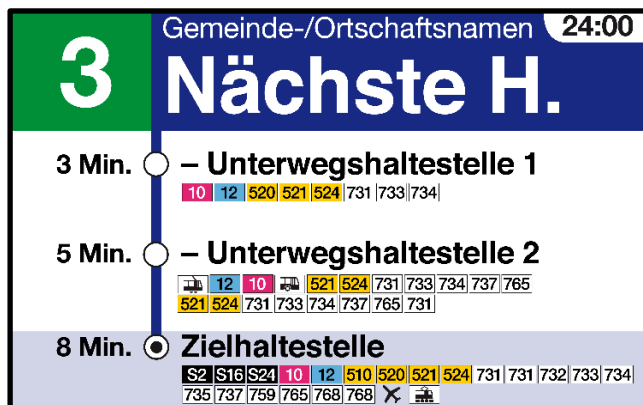 3 Gemeinde-/Ortschaftsnamen 24:00
Nächste H.
3 Min. – Unterwegshaltestelle 1
10 12 520 521 524 731 733 734
5 Min. – Unterwegshaltestelle 2
12 10 521 524 731 733 734 737 765
521 524 731 733 734 737 765 731
8 Min. Zielhaltestelle
S2 S16 S24 10 12 510 520 521 524 731 731 732 733 734
735 737 759 765 768 768